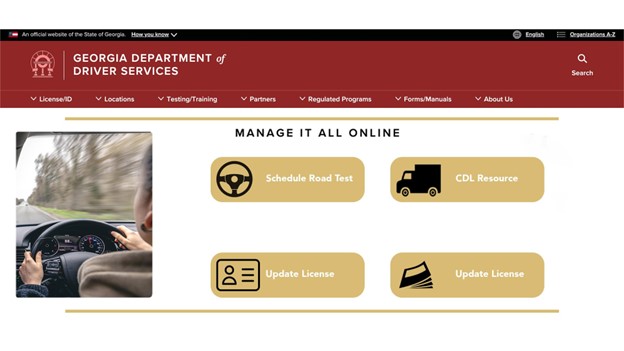 An official website of the State of Georgia. How you know
English
Organizations A-Z
GEORGIA DEPARTMENT of
DRIVER SERVICES
Search
License/ID
Locations
Testing/Training
Partners
Regulated Programs
Forms/Manuals
About Us
MANAGE IT ALL ONLINE
Schedule Road Test
CDL Resource
Update License
Update License